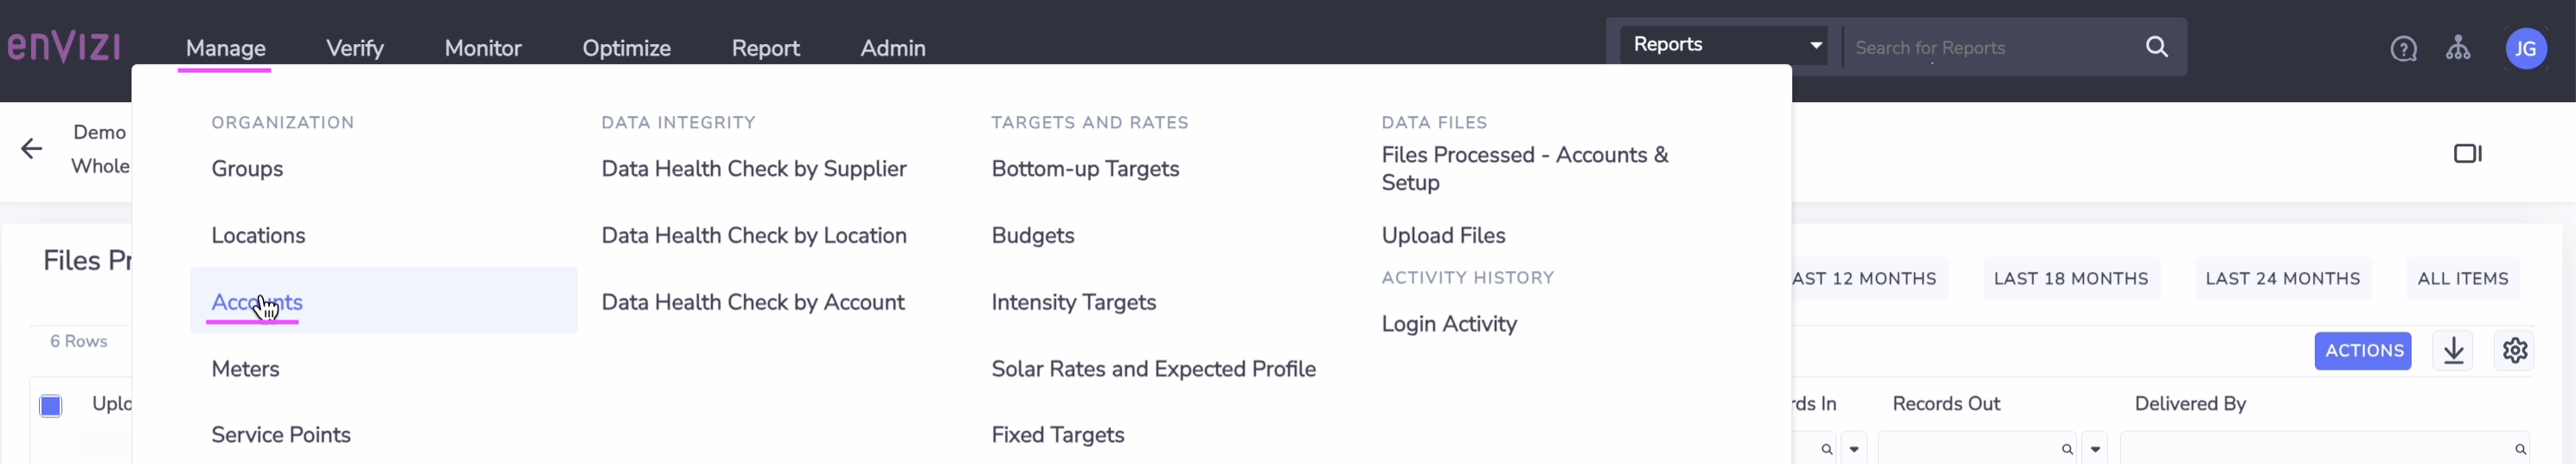 enVIZI
Manage
Verify
Monitor
Optimize
Report
Admin
Reports
Search for Reports
JG
Demo
Whole
ORGANIZATION
Groups
Locations
Accounts
Meters
Service Points
DATA INTEGRITY
Data Health Check by Supplier
Data Health Check by Location
Data Health Check by Account
TARGETS AND RATES
Bottom-up Targets
Budgets
Intensity Targets
Solar Rates and Expected Profile
Fixed Targets
DATA FILES
Files Processed - Accounts &
Setup
Upload Files
ACTIVITY HISTORY
Login Activity
Files Pr
AST 12 MONTHS
LAST 18 MONTHS
LAST 24 MONTHS
ALL ITEMS
6 Rows
ACTIONS
Uplo
rds In
Records Out
Delivered By